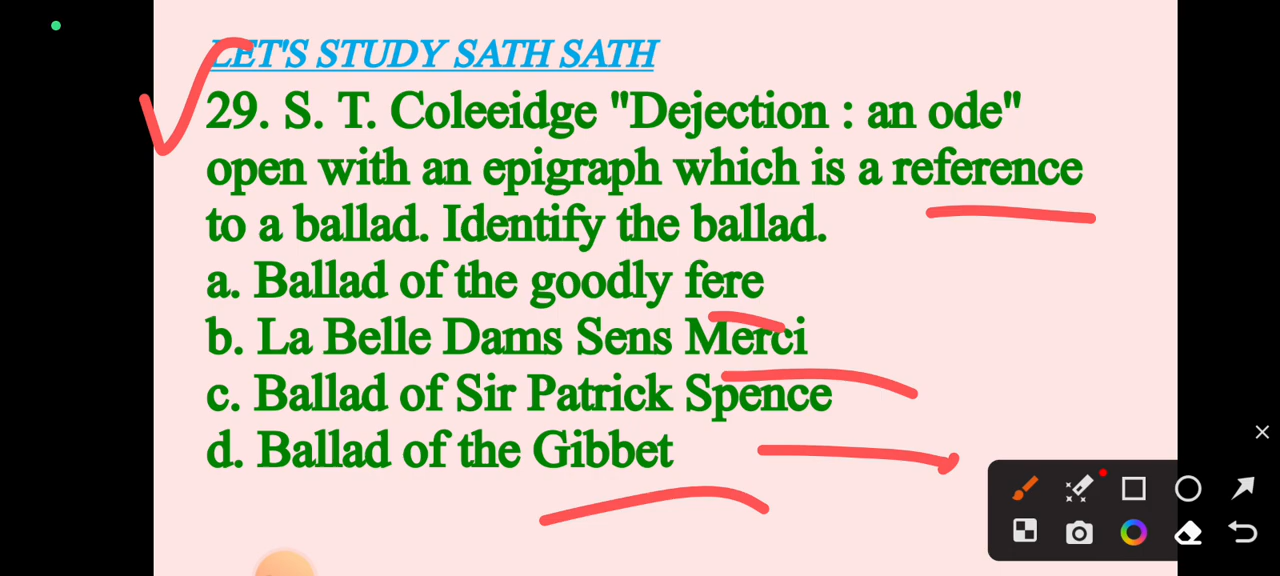 LET'S STUDY SATH SATH
29. S. T. Coleeidge "Dejection : an ode"
open with an epigraph which is a reference
to a ballad. Identify the ballad.
a. Ballad of the goodly fere
b. La Belle Dams Sens Merci
c. Ballad of Sir Patrick Spence
d. Ballad of the Gibbet